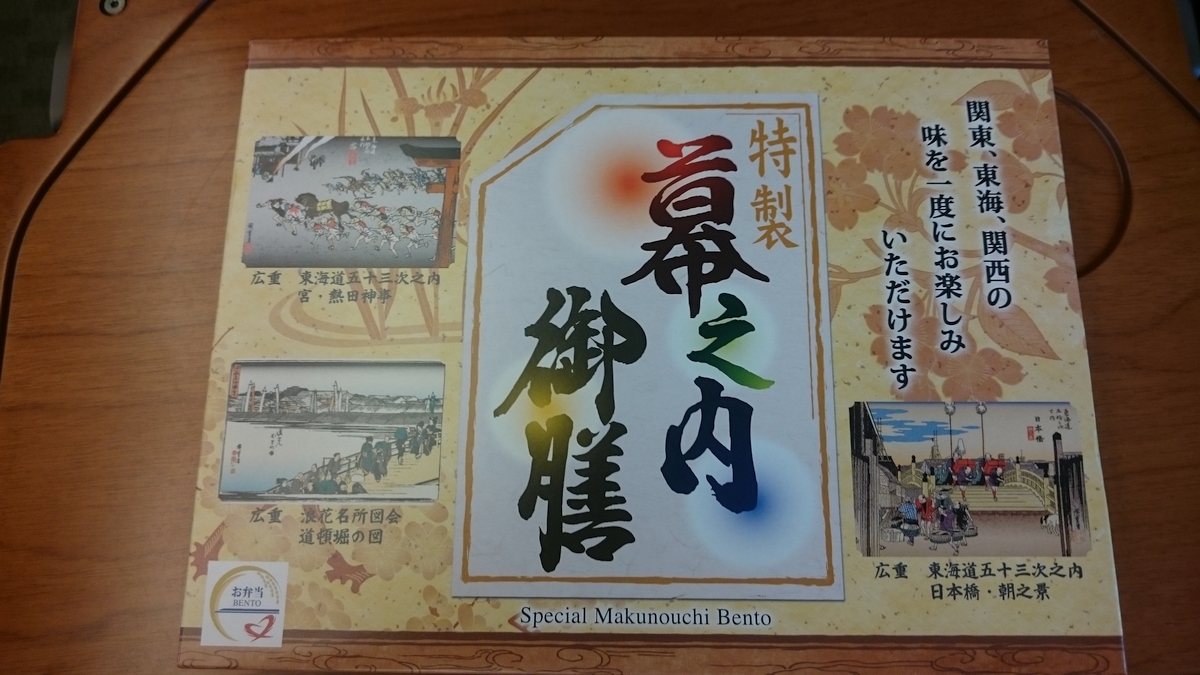 関東、東海、関西の
味を一度にお楽しみ
いただけます
特製
幕之内
御膳
広重 東海道五十三次之内
宮・熱田神事
広重 浪花名所図会
道頓堀の図
日本橋
広重 東海道五十三次之内
日本橋・朝之景
お弁当
BENTO
Special Makunouchi Bento